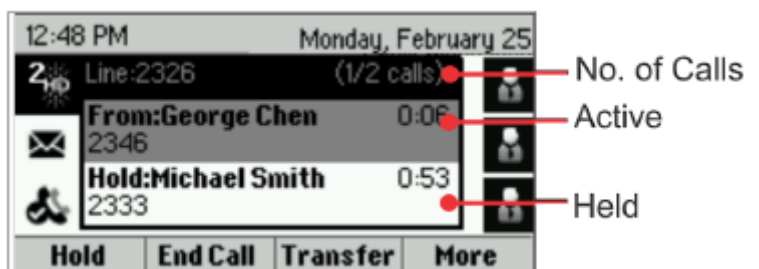 12:48 PM Monday, February 25
2 HD Line:2326 (1/2 calls) No. of Calls
From:George Chen 0:06 Active
2346
Hold:Michael Smith 0:53
2333 Held
Hold End Call Transfer More